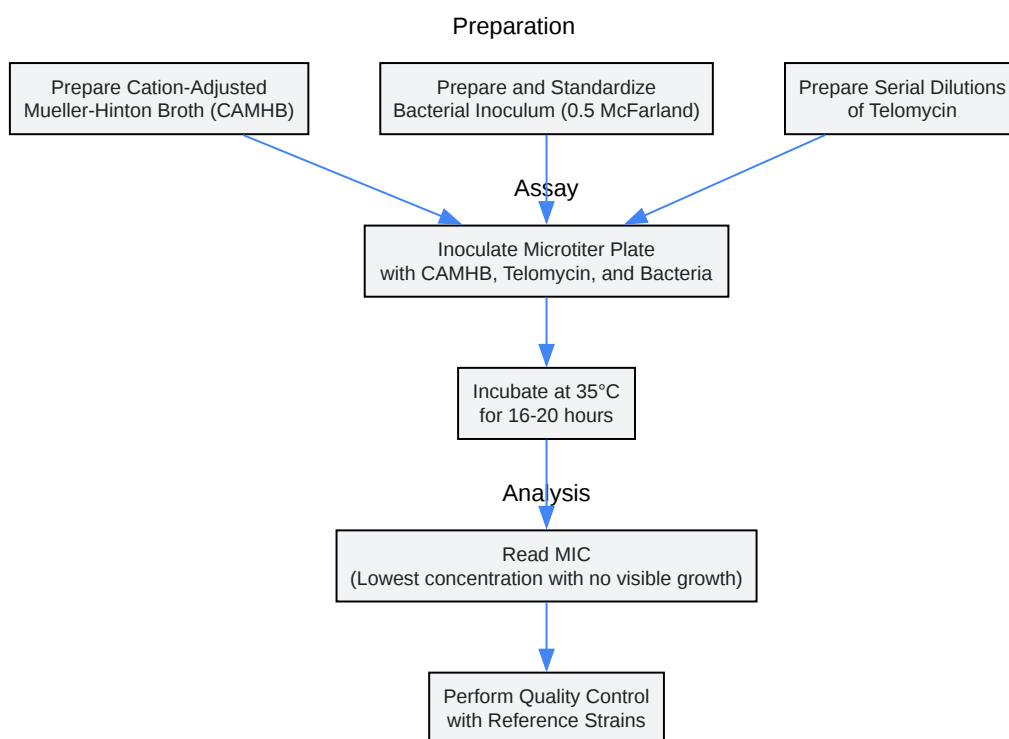 Preparation
Prepare Cation-Adjusted
Mueller-Hinton Broth (CAMHB)
Prepare and Standardize
Bacterial Inoculum (0.5 McFarland)
Prepare Serial Dilutions
of Telomycin
Assay
Inoculate Microtiter Plate
with CAMHB, Telomycin, and Bacteria
Incubate at 35°C
for 16-20 hours
Analysis
Read MIC
(Lowest concentration with no visible growth)
Perform Quality Control
with Reference Strains